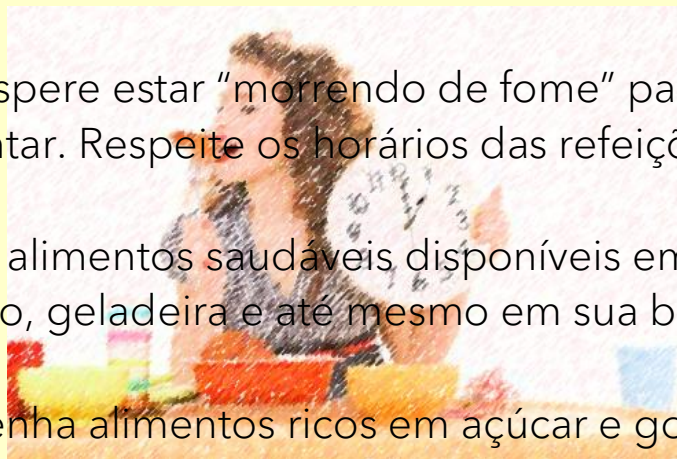 spere estar “morrendo de fome” pa
tar. Respeite os horários das refeiçõ
alimentos saudáveis disponíveis em
o, geladeira e até mesmo em sua b
enha alimentos ricos em açúcar e go